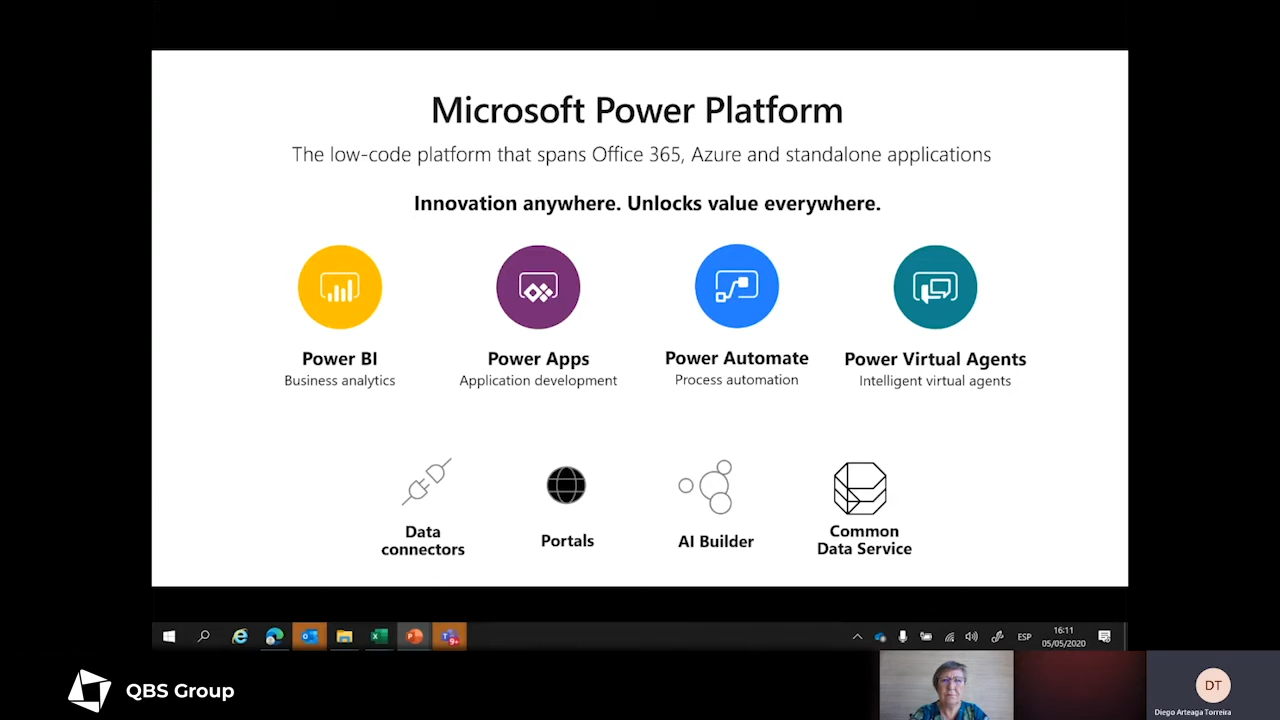 Microsoft Power Platform
The low-code platform that spans Office 365, Azure and standalone applications
Innovation anywhere. Unlocks value everywhere.
Power BI
Business analytics
Power Apps
Application development
Power Automate
Process automation
Power Virtual Agents
Intelligent virtual agents
Data
connectors
Portals
AI Builder
Common
Data Service
ESP
16:11
05/05/2020
QBS Group
DT
Diego Arteaga Torreira